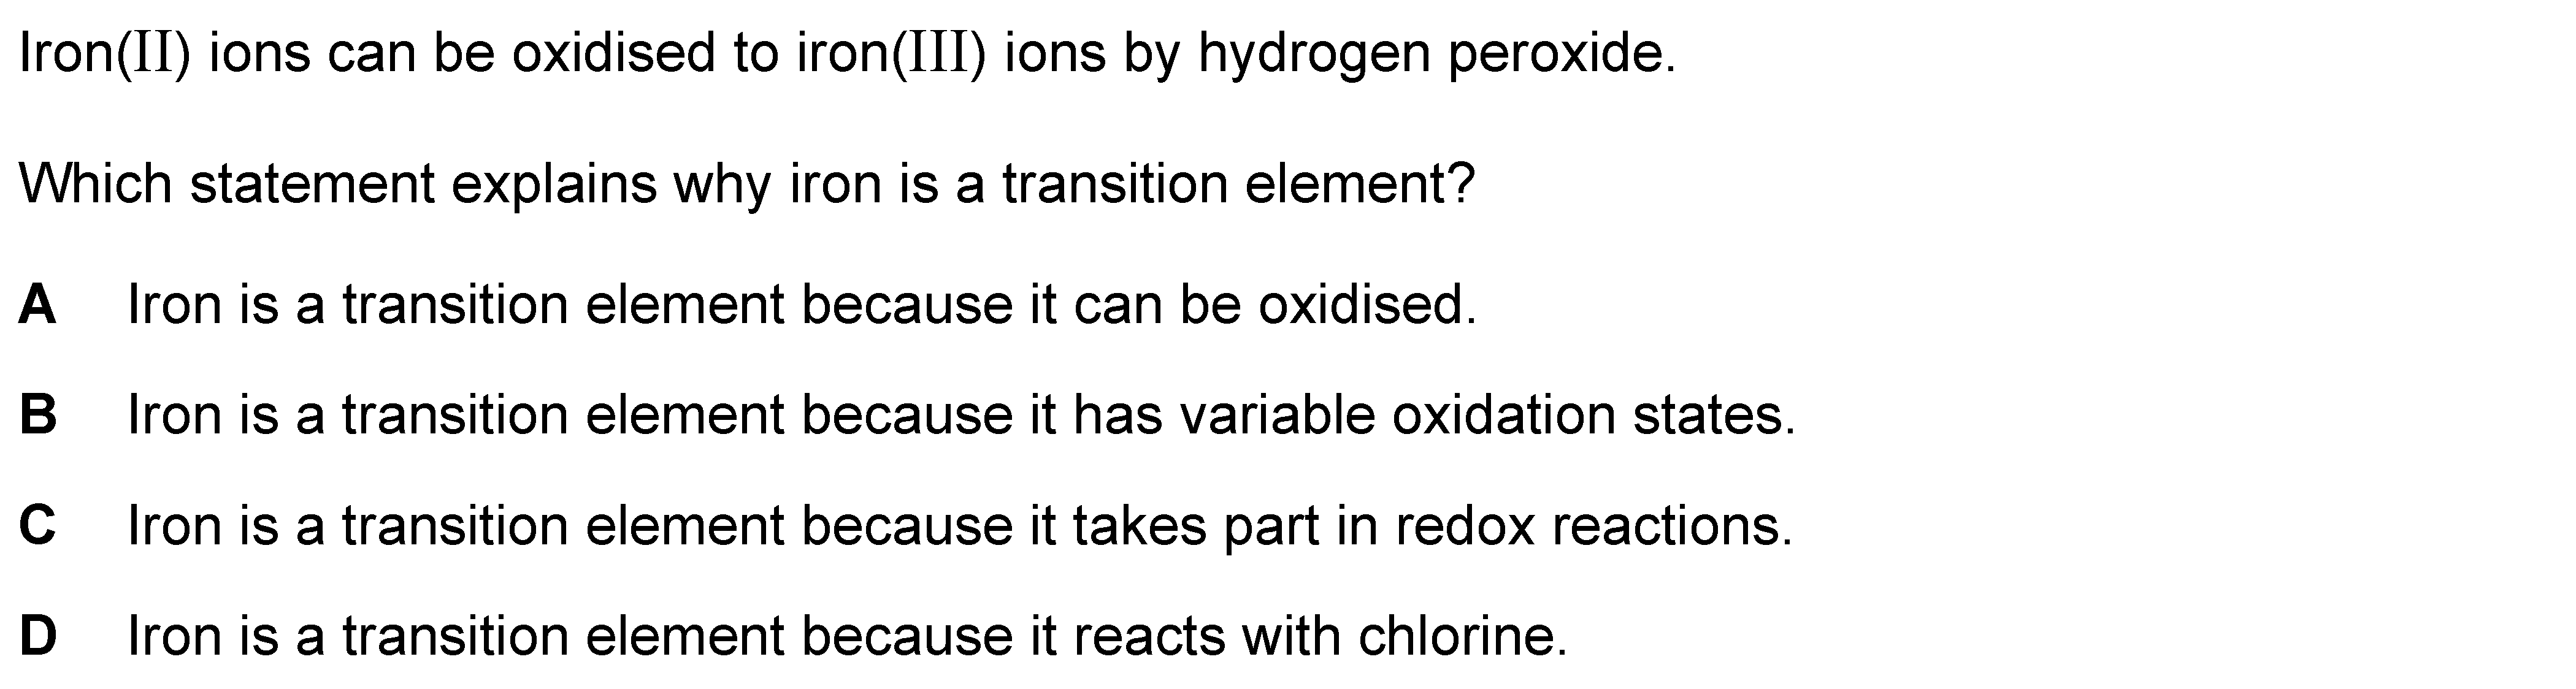 Iron(II) ions can be oxidised to iron(III) ions by hydrogen peroxide.
Which statement explains why iron is a transition element?
A Iron is a transition element because it can be oxidised.
B Iron is a transition element because it has variable oxidation states.
C Iron is a transition element because it takes part in redox reactions.
D Iron is a transition element because it reacts with chlorine.